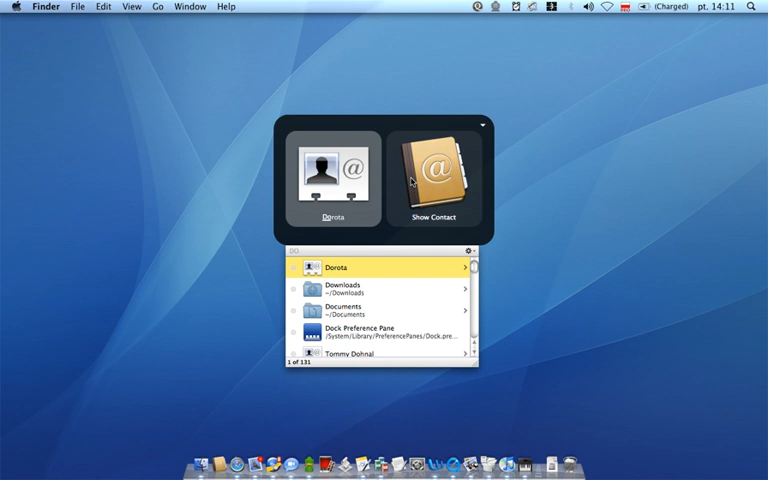 Finder File Edit View Go Window Help (Charged) pt, 14:11
Dorota Show Contact
DO
Dorota
Downloads
~/Downloads
Documents
~/Documents
Dock Preference Pane
/System/Library/PreferencePanes/Dock.pre...
Tommy Dohnal
1 of 131